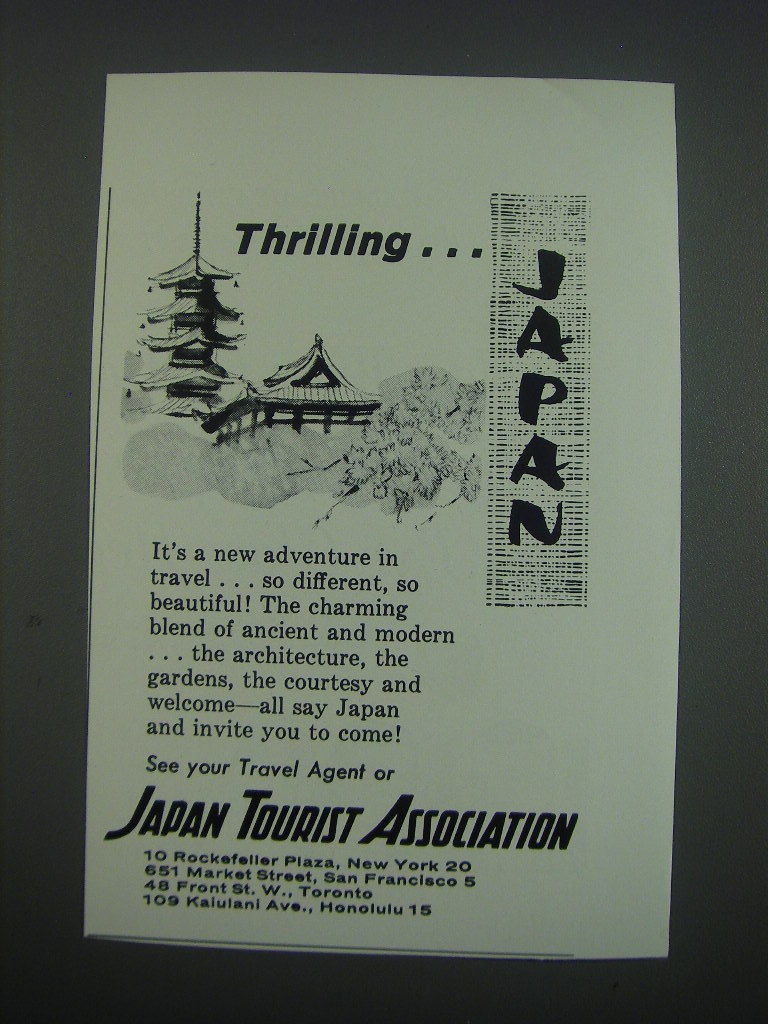 Thrilling . . .
JAPAN
It's a new adventure in
travel . . . so different, so
beautiful! The charming
blend of ancient and modern
. . . the architecture, the
gardens, the courtesy and
welcome—all say Japan
and invite you to come!
See your Travel Agent or
JAPAN TOURIST ASSOCIATION
10 Rockefeller Plaza, New York 20
651 Market Street, San Francisco 5
48 Front St. W., Toronto
109 Kaiulani Ave., Honolulu 15